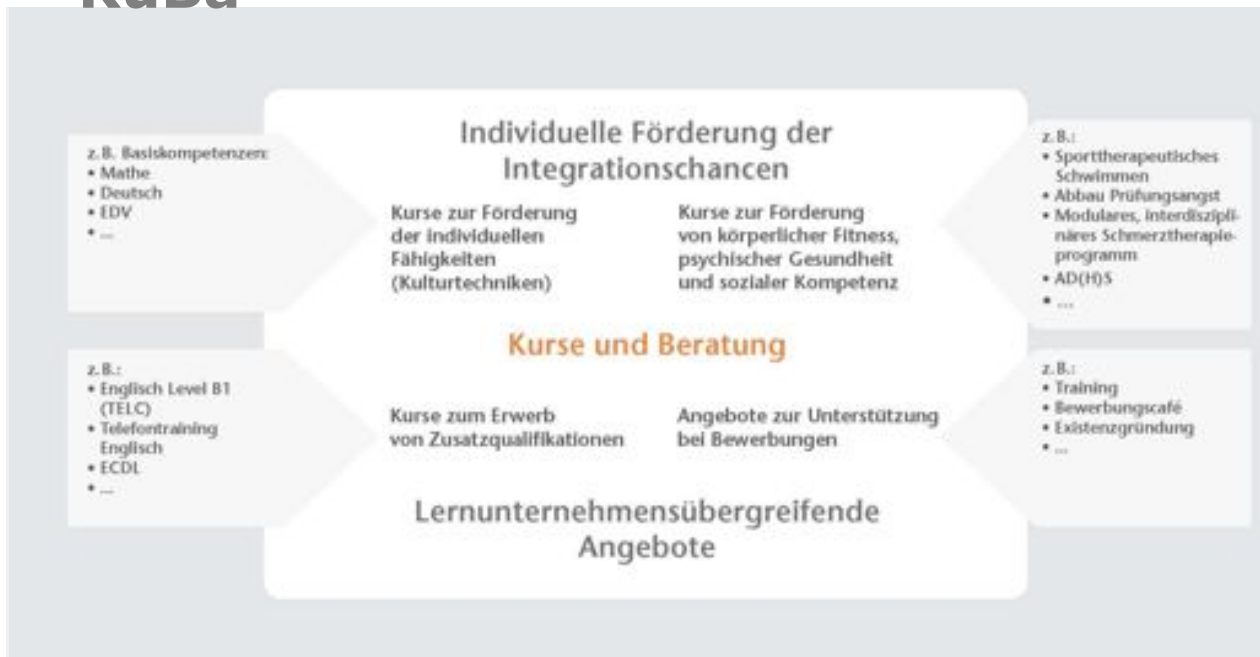 KuBa
z. B. Basiskompetenzen:
• Mathe
• Deutsch
• EDV
• ...
Individuelle Förderung der
Integrationschancen
Kurse zur Förderung
der individuellen
Fähigkeiten
(Kulturtechniken)
Kurse zur Förderung
von körperlicher Fitness,
psychischer Gesundheit
und sozialer Kompetenz
z. B.:
• Sporttherapeutisches
Schwimmen
• Abbau Prüfungsangst
• Modulares, interdiszipli-
näres Schmerztherapie-
programm
• AD(H)S
• ...
Kurse und Beratung
z. B.:
• Englisch Level B1
(TELC)
• Telefontraining
Englisch
• ECDL
• ...
Kurse zum Erwerb
von Zusatzqualifikationen
Angebote zur Unterstützung
bei Bewerbungen
z. B.:
• Training
• Bewerbungscafé
• Existenzgründung
• ...
Lernunternehmensübergreifende
Angebote